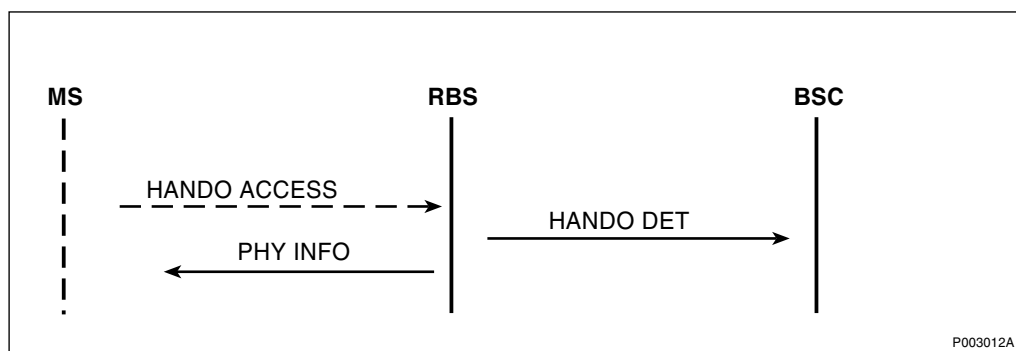 MS
RBS
BSC
HANDO ACCESS
HANDO DET
PHY INFO
P003012A